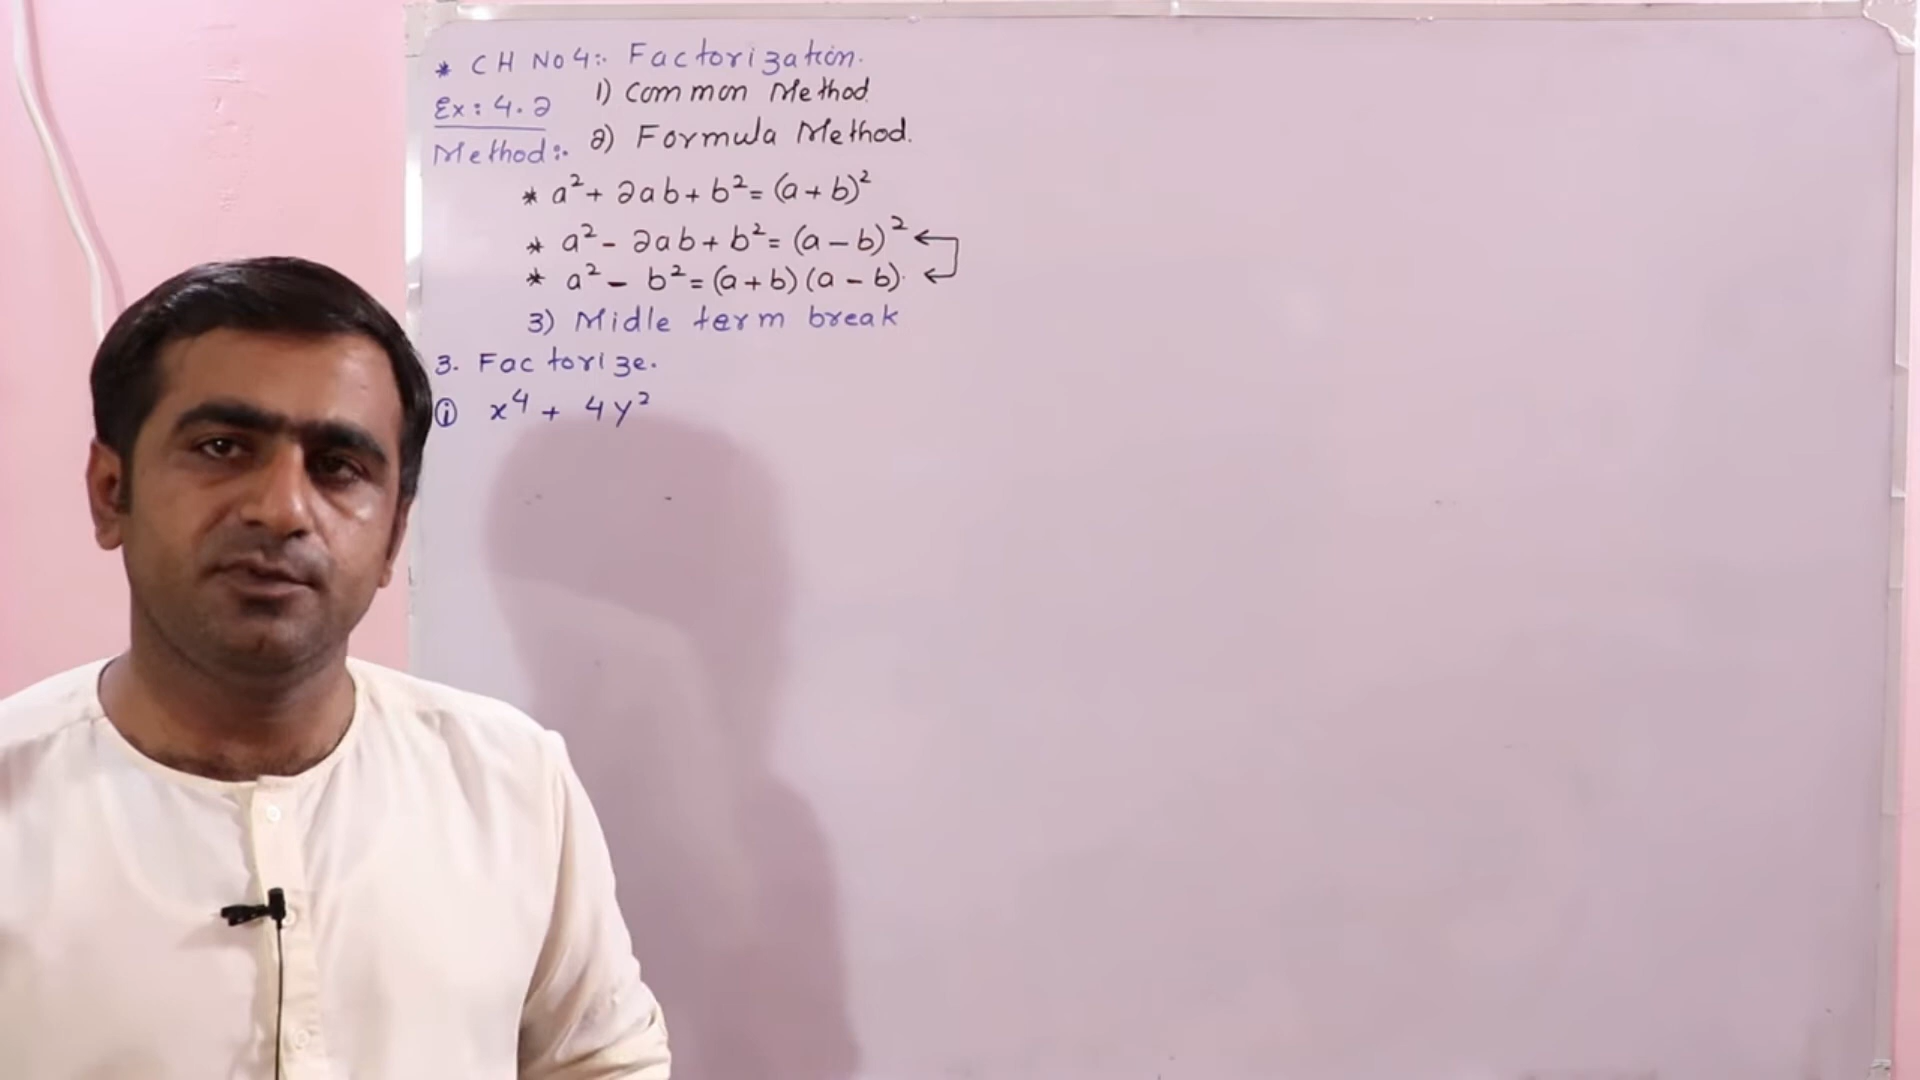 * CH No 4:. Factorization.
Ex: 4.2 1) Common Method
Method:. 2) Formula Method.
* a² + 2ab + b² = (a + b)²
* a² - 2ab + b² = (a – b)² ←
* a² – b² = (a + b) (a – b). ←
3) Midle term break
3. Factorize.
(i) x⁴ + 4y²